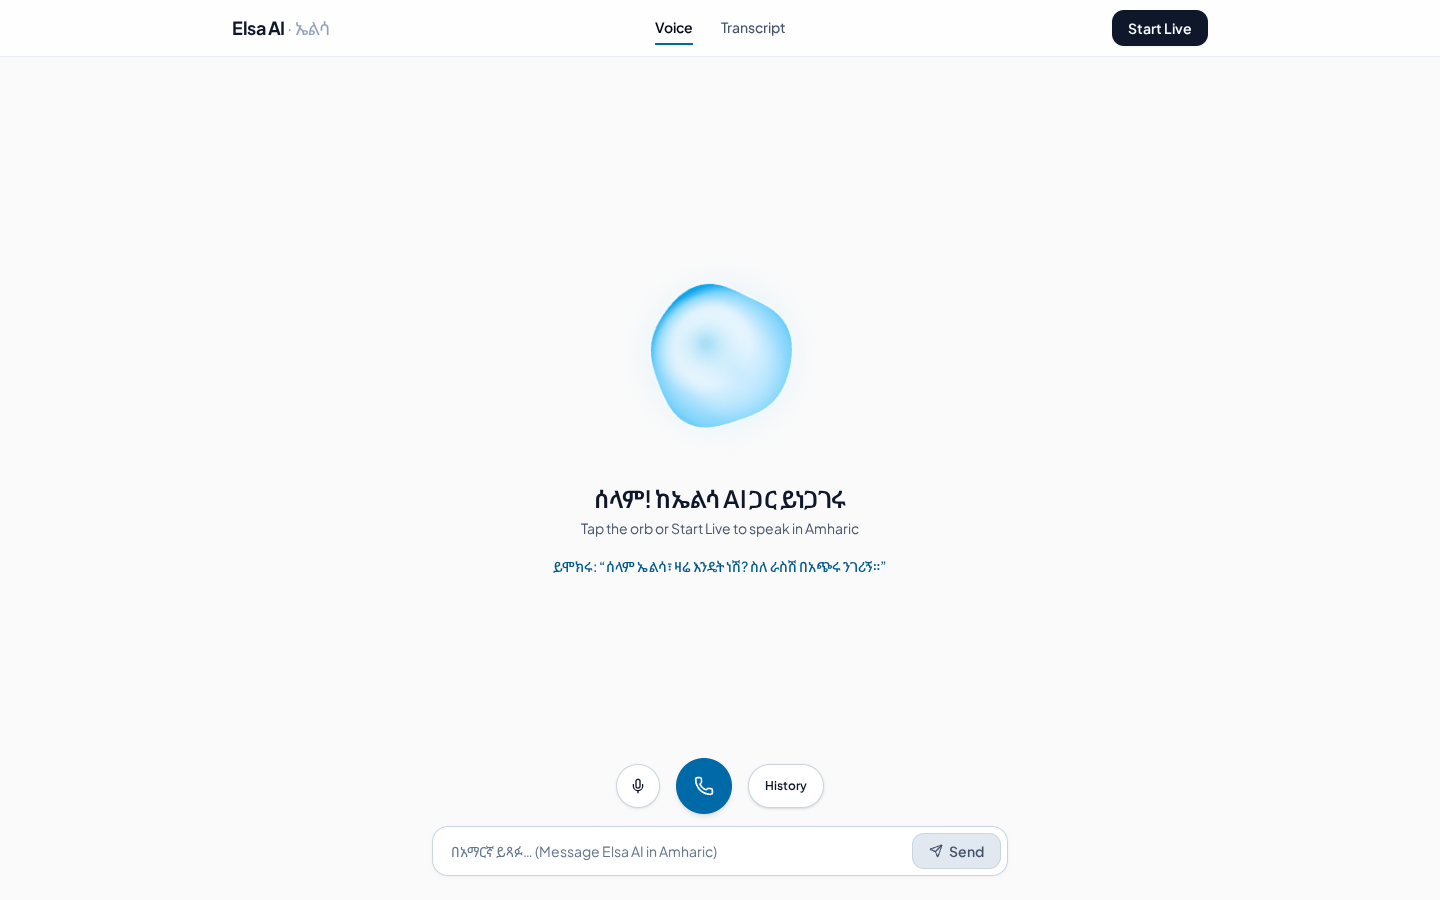 Elsa AI · ኤልሳ
Voice
Transcript
Start Live
ሰላም! ከኤልሳ AI ጋር ይነጋገሩ
Tap the orb or Start Live to speak in Amharic
ይሞክሩ: “ሰላም ኤልሳ፣ ዛሬ እንዴት ነሽ? ስለ ራስሽ በአጭሩ ንገሪኝ።”
History
በአማርኛ ይጻፉ... (Message Elsa AI in Amharic)
Send